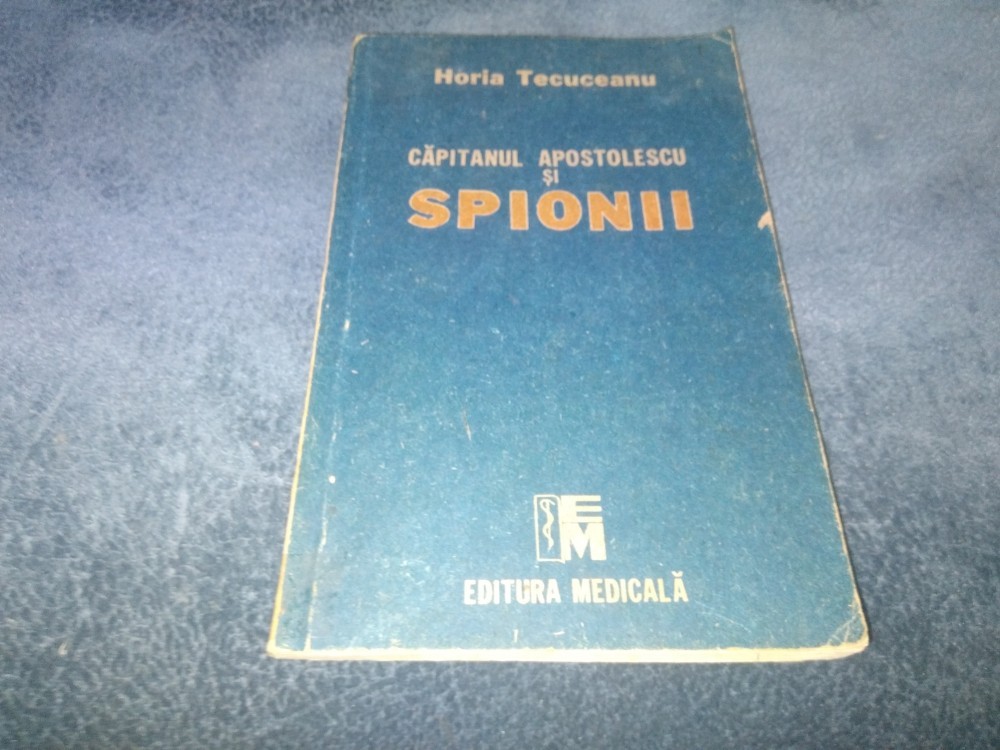 Horia Tecuceanu
CĂPITANUL APOSTOLESCU
ȘI
SPIONII
EM
EDITURA MEDICALĂ